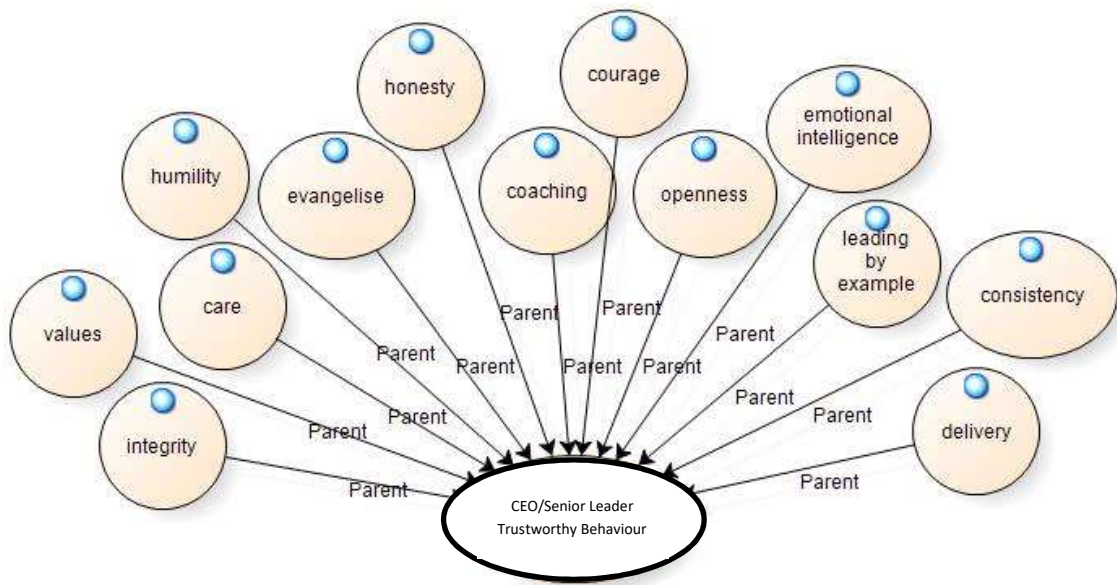 honesty
courage
emotional
intelligence
humility
evangelise
coaching
openness
leading
by
example
care
consistency
values
integrity
delivery
Parent
Parent
Parent
Parent
Parent
Parent
Parent
Parent
Parent
Parent
Parent
Parent
Parent
CEO/Senior Leader
Trustworthy Behaviour